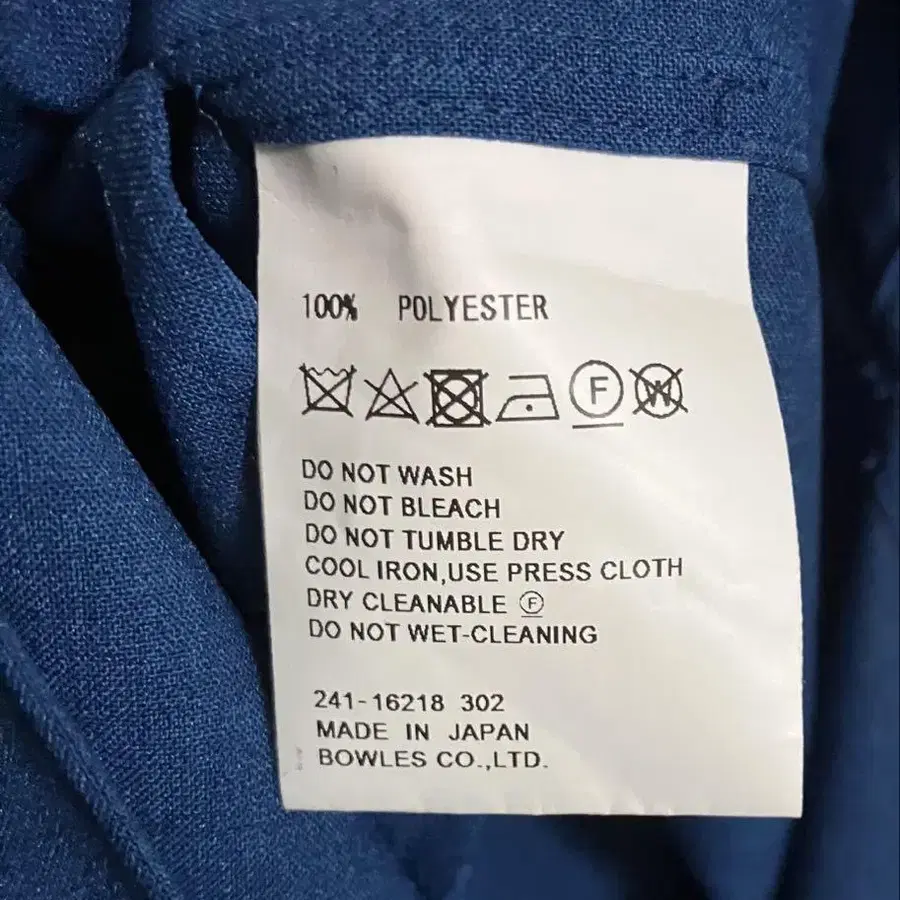 100% POLYESTER
F W
DO NOT WASH
DO NOT BLEACH
DO NOT TUMBLE DRY
COOL IRON,USE PRESS CLOTH
DRY CLEANABLE Ⓕ
DO NOT WET-CLEANING
241-16218 302
MADE IN JAPAN
BOWLES CO.,LTD.